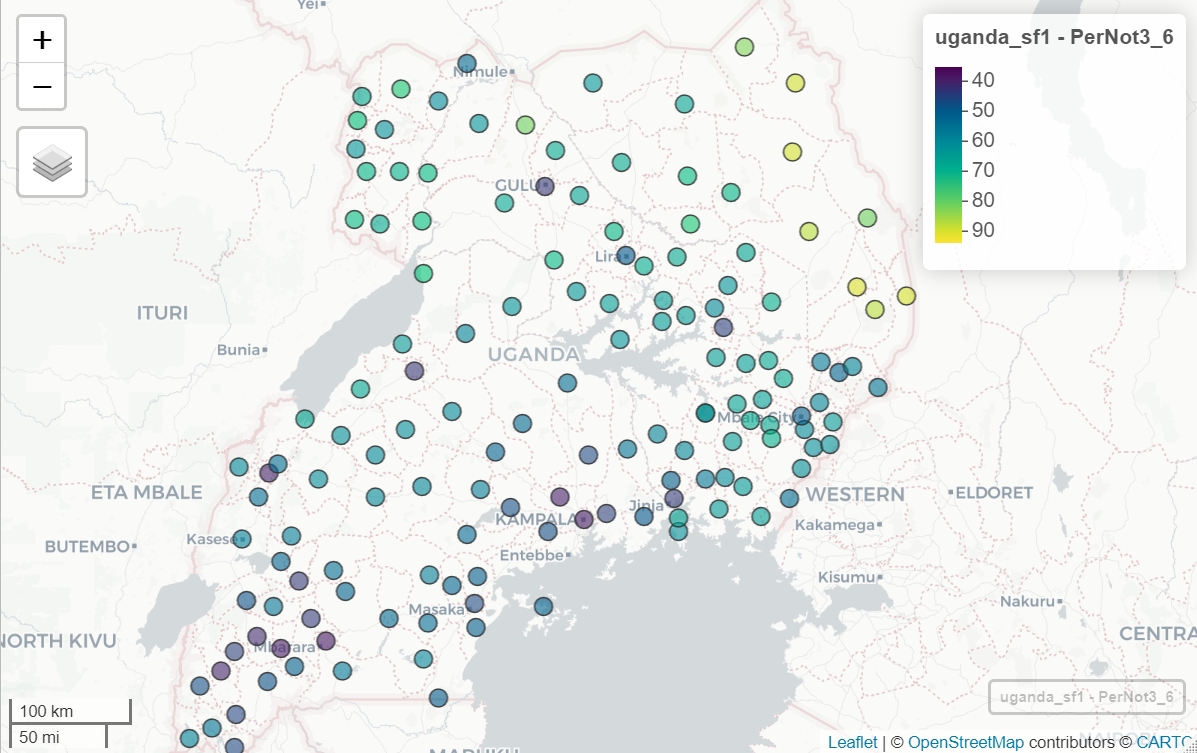 Yei
+
−
uganda_sf1 - PerNot3_6
40
50
60
70
80
90
Nimule
GULU
Lira
ITURI
Bunia
UGANDA
Mbale City
ETA MBALE
WESTERN
ELDORET
Kakamega
Jinja
KAMPALA
BUTEMBO
Kasese
Entebbe
Kisumu
Nakuru
Masaka
NORTH KIVU
CENTRA
Mbarara
uganda_sf1 - PerNot3_6
100 km
50 mi
NAIROBI
Leaflet | © OpenStreetMap contributors © CARTO